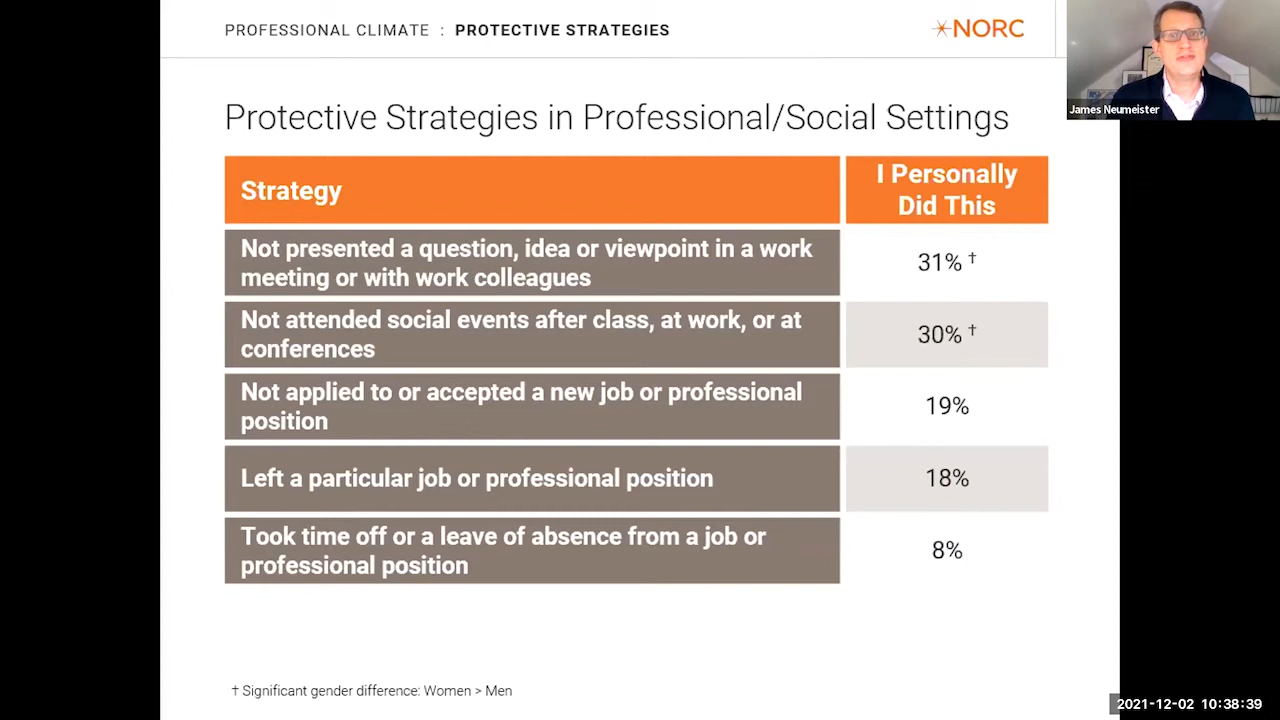 PROFESSIONAL CLIMATE : PROTECTIVE STRATEGIES
NORC
James Neumeister
Protective Strategies in Professional/Social Settings
Strategy
I Personally
Did This
Not presented a question, idea or viewpoint in a work
meeting or with work colleagues
31% †
Not attended social events after class, at work, or at
conferences
30% †
Not applied to or accepted a new job or professional
position
19%
Left a particular job or professional position
18%
Took time off or a leave of absence from a job or
professional position
8%
† Significant gender difference: Women > Men
2021-12-02 10:38:39